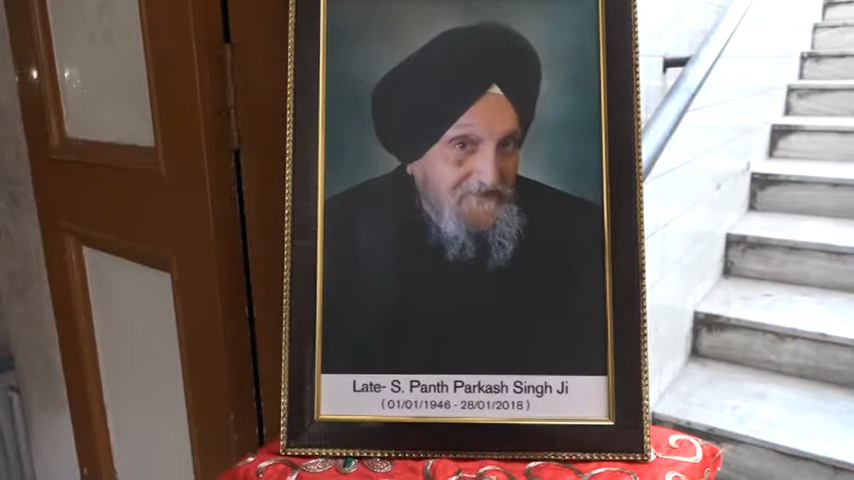 Late- S. Panth Parkash Singh Ji
(01/01/1946 - 28/01/2018)